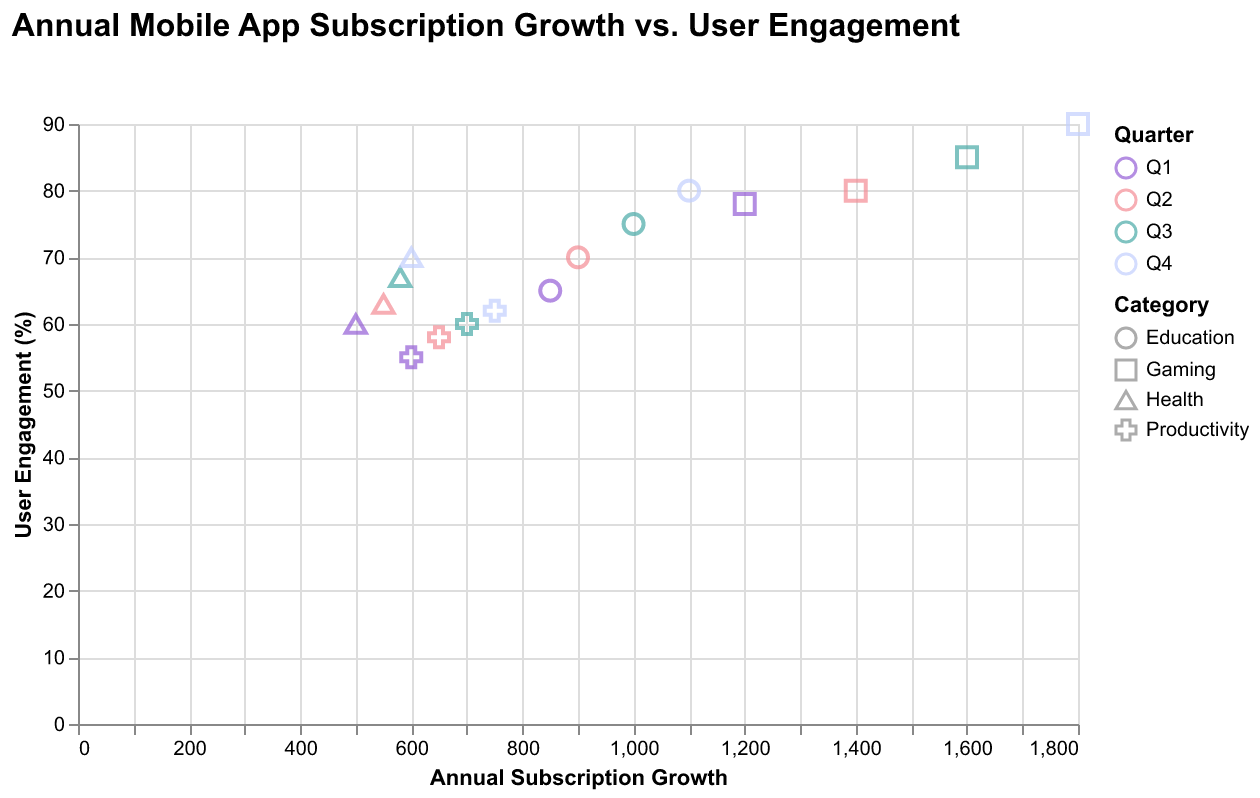 Annual Mobile App Subscription Growth vs. User Engagement
90
80
70
60
50
40
30
20
10
0
User Engagement (%)
0 200 400 600 800 1,000 1,200 1,400 1,600 1,800
Annual Subscription Growth
Quarter
Q1
Q2
Q3
Q4
Category
Education
Gaming
Health
Productivity